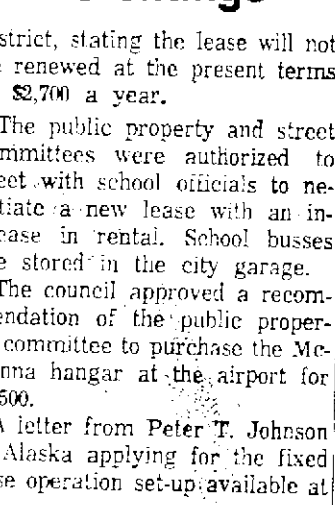 strict, stating the lease will not
renewed at the present terms
$2,700 a year.
The public property and street
mmittees were authorized to
eet with school officials to ne-
tiate a new lease with an in-
ease in rental. School busses
e stored in the city garage.
The council approved a recom-
endation of the public proper-
committee to purchase the Mc-
nna hangar at the airport for
500.
A letter from Peter T. Johnson
Alaska applying for the fixed
se operation set-up available at